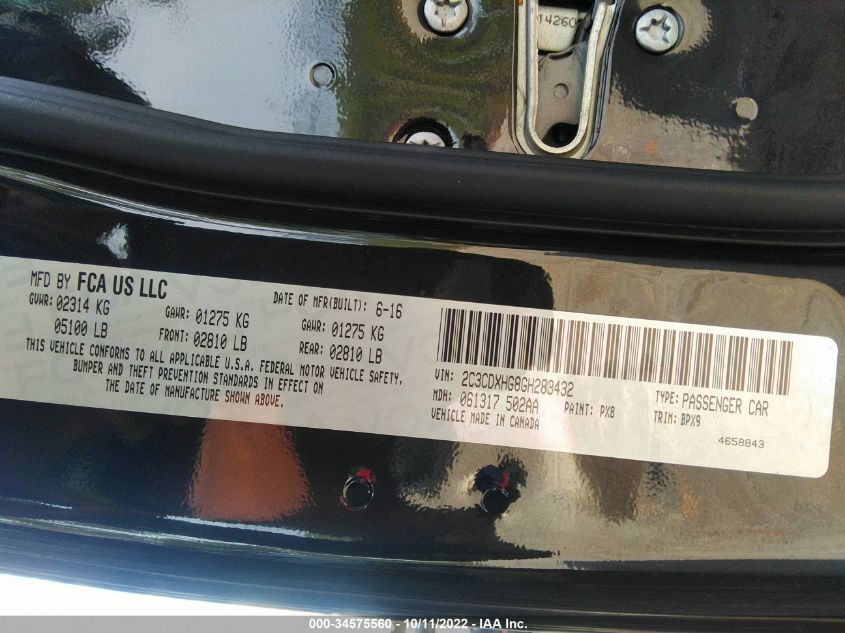 14260
MFD BY FCA US LLC
DATE OF MFR(BUILT): 6-16
GVWR: 02314 KG
GAWR: 01275 KG
GAWR: 01275 KG
05100 LB
FRONT: 02810 LB
REAR: 02810 LB
THIS VEHICLE CONFORMS TO ALL APPLICABLE U.S.A. FEDERAL MOTOR VEHICLE SAFETY,
BUMPER AND THEFT PREVENTION STANDARDS IN EFFECT ON
THE DATE OF MANUFACTURE SHOWN ABOVE.
VIN: 2C3CDXHG8GH283432
TYPE: PASSENGER CAR
MDH: 061317 502AA
PAINT: PX8
TRIM: BPX9
VEHICLE MADE IN CANADA
4658843
000-34575560 - 10/11/2022 - IAA Inc.